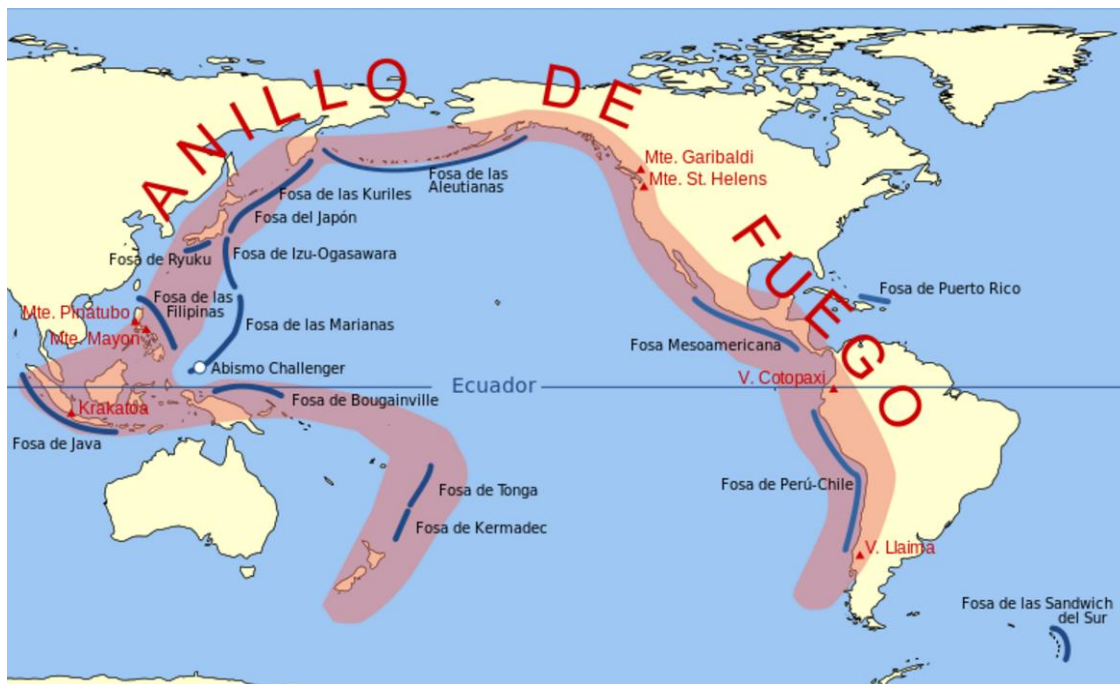 ANILLO DE FUEGO
Mte. Garibaldi
Mte. St. Helens
Fosa de las
Aleutianas
Fosa de las Kuriles
Fosa del Japón
Fosa de Ryuku
Fosa de Izu-Ogasawara
Fosa de Puerto Rico
Fosa de las
Filipinas
Mte. Pinatubo
Mte. Mayon
Fosa de las Marianas
Fosa Mesoamericana
Abismo Challenger
V. Cotopaxi
Ecuador
Fosa de Bougainville
Krakatoa
Fosa de Java
Fosa de Tonga
Fosa de Perú-Chile
Fosa de Kermadec
V. Llaima
Fosa de las Sandwich
del Sur